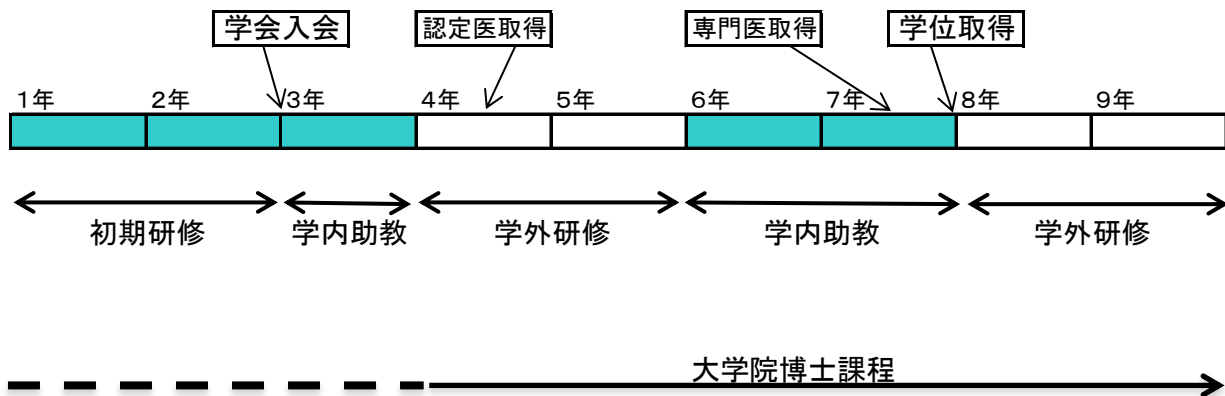 学会入会
認定医取得
専門医取得
学位取得
1年
2年
3年
4年
5年
6年
7年
8年
9年
初期研修
学内助教
学外研修
学内助教
学外研修
大学院博士課程